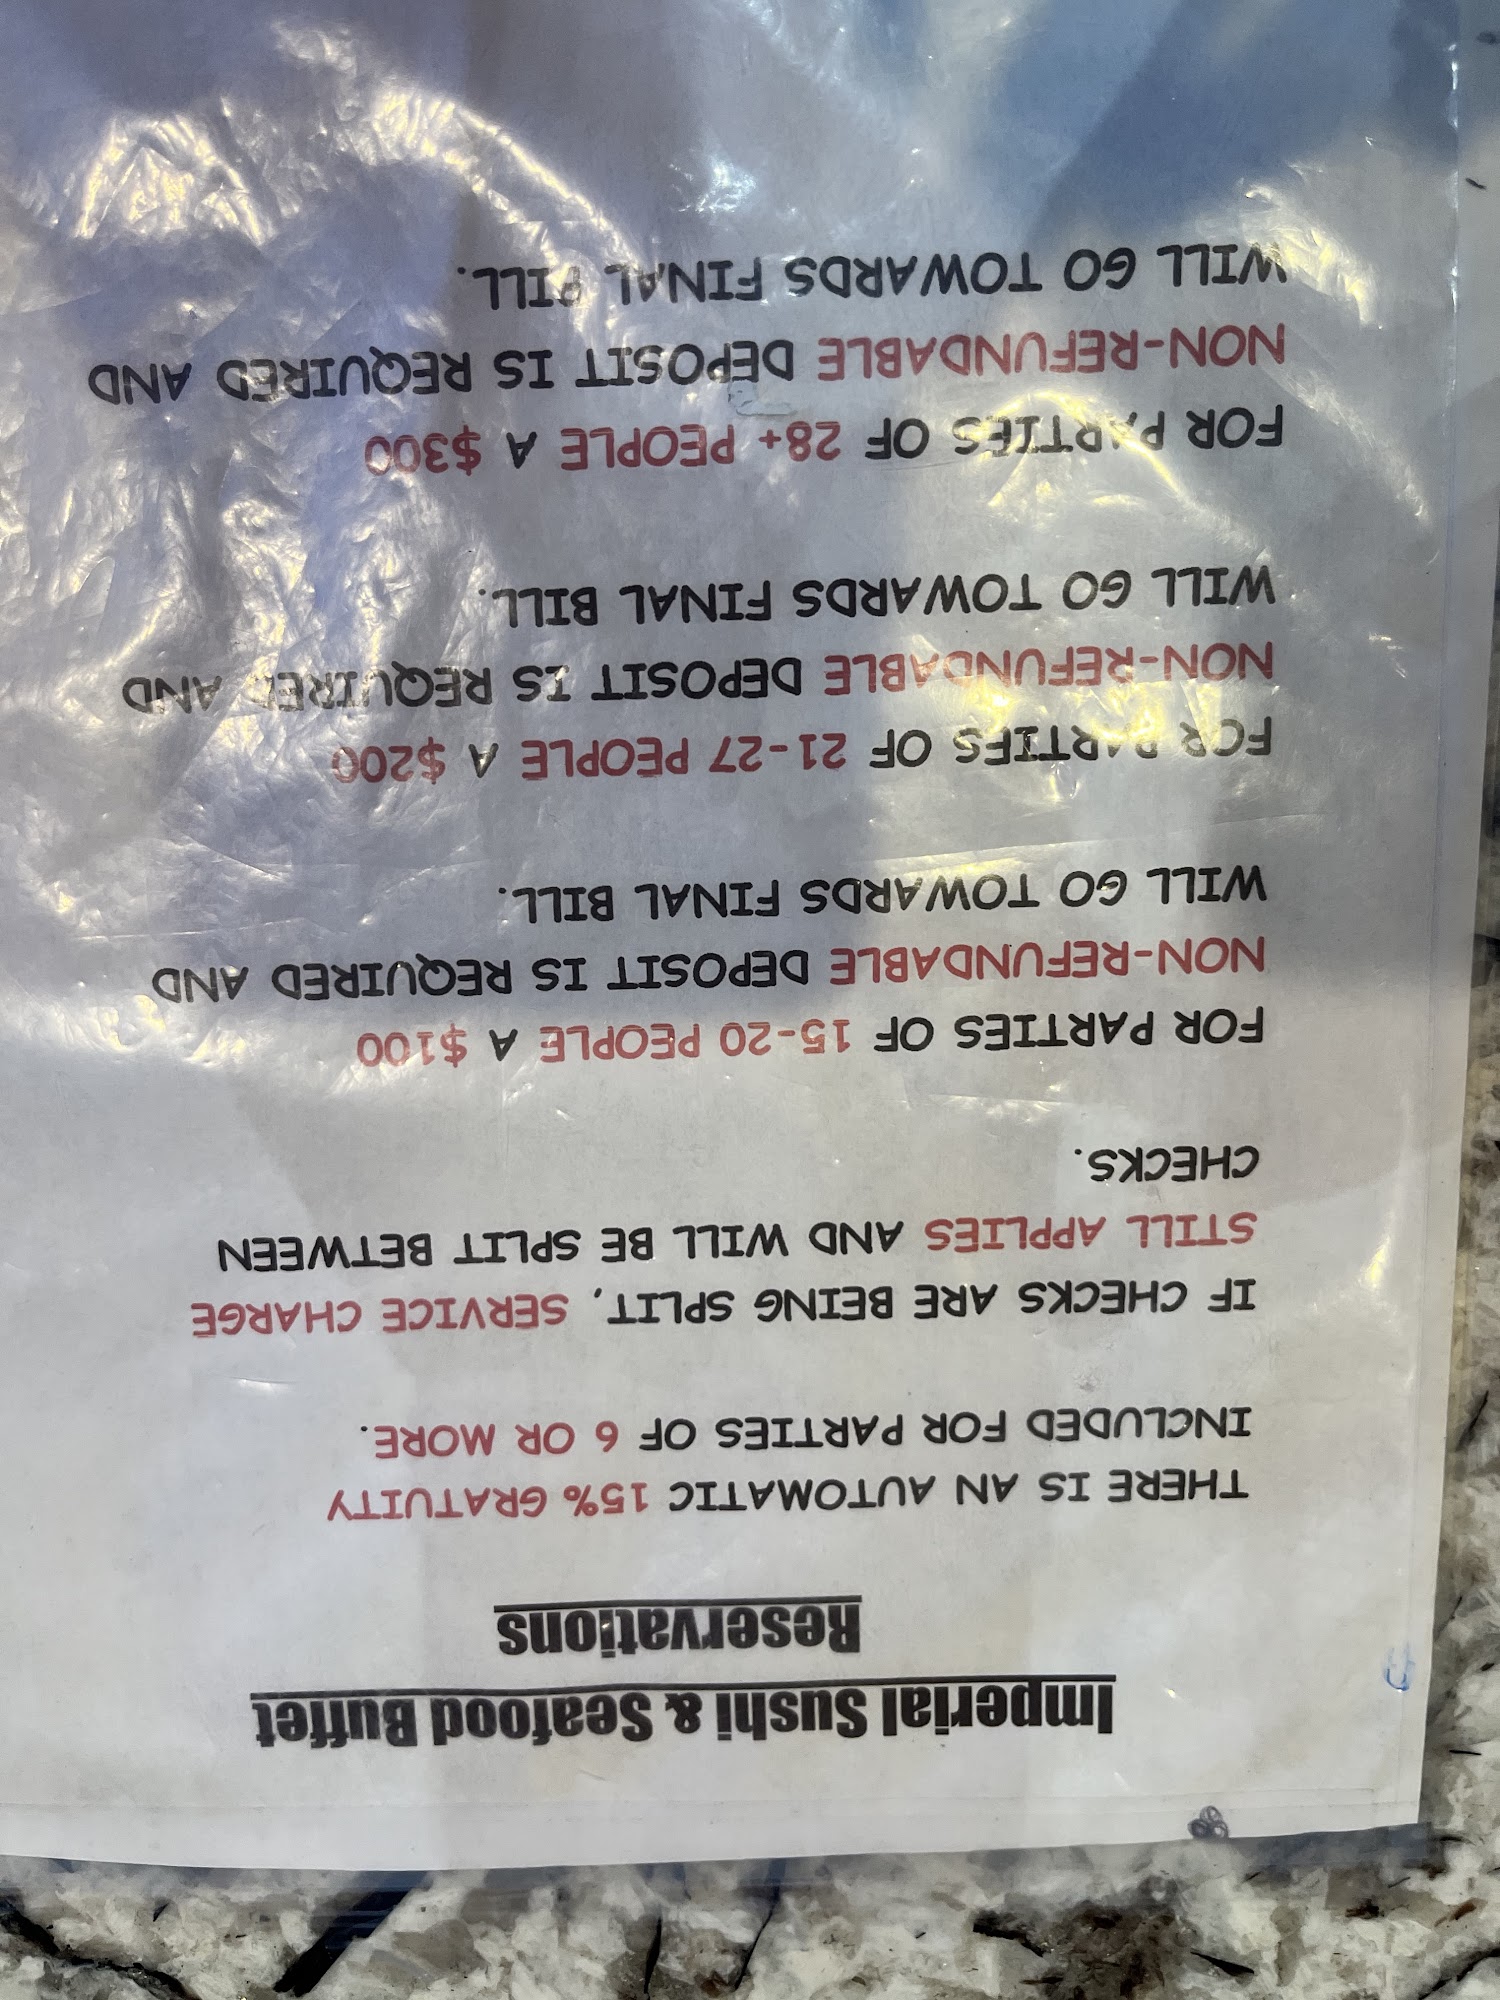 Imperial Sushi & Seafood Buffet
Reservations
THERE IS AN AUTOMATIC 15% GRATUITY
INCLUDED FOR PARTIES OF 6 OR MORE.
IF CHECKS ARE BEING SPLIT, SERVICE CHARGE
STILL APPLIES AND WILL BE SPLIT BETWEEN
CHECKS.
FOR PARTIES OF 15-20 PEOPLE A $100
NON-REFUNDABLE DEPOSIT IS REQUIRED AND
WILL GO TOWARDS FINAL BILL.
FOR PARTIES OF 21-27 PEOPLE A $200
NON-REFUNDABLE DEPOSIT IS REQUIRED AND
WILL GO TOWARDS FINAL BILL.
FOR PARTIES OF 28+ PEOPLE A $300
NON-REFUNDABLE DEPOSIT IS REQUIRED AND
WILL GO TOWARDS FINAL BILL.